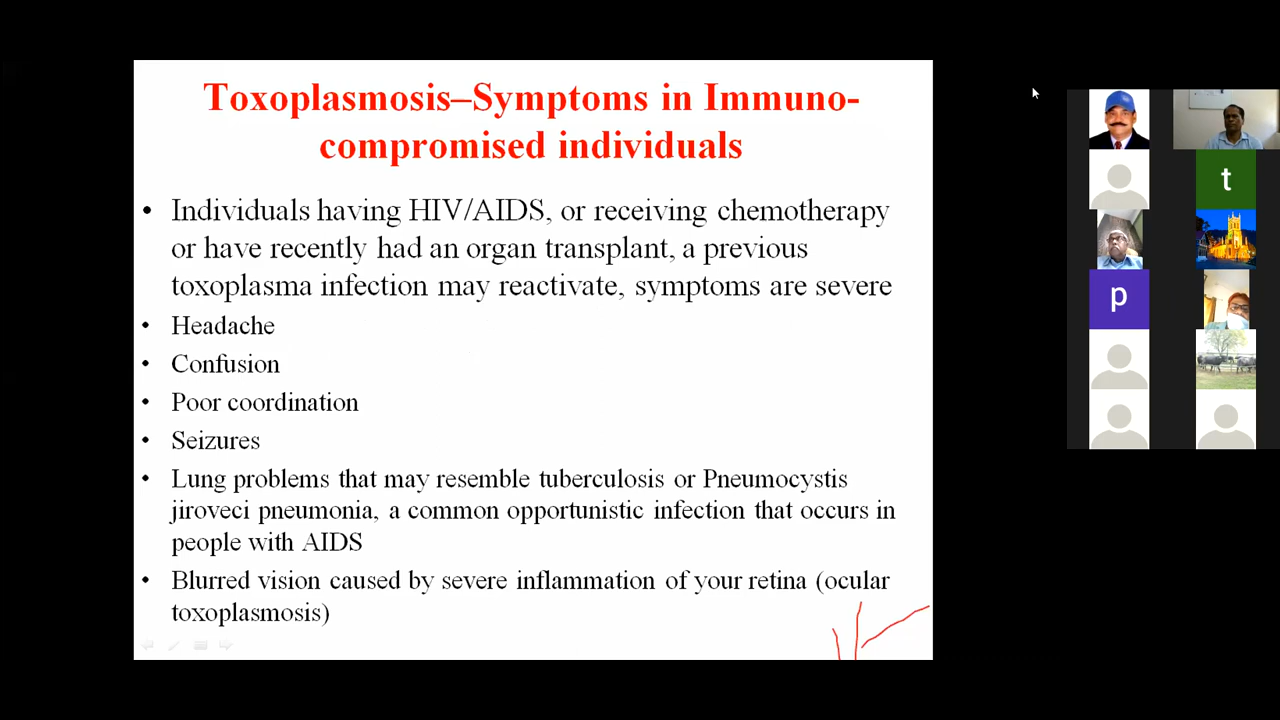 Toxoplasmosis–Symptoms in Immuno-
compromised individuals
• Individuals having HIV/AIDS, or receiving chemotherapy
or have recently had an organ transplant, a previous
toxoplasma infection may reactivate, symptoms are severe
• Headache
• Confusion
• Poor coordination
• Seizures
• Lung problems that may resemble tuberculosis or Pneumocystis
jiroveci pneumonia, a common opportunistic infection that occurs in
people with AIDS
• Blurred vision caused by severe inflammation of your retina (ocular
toxoplasmosis)
t
p